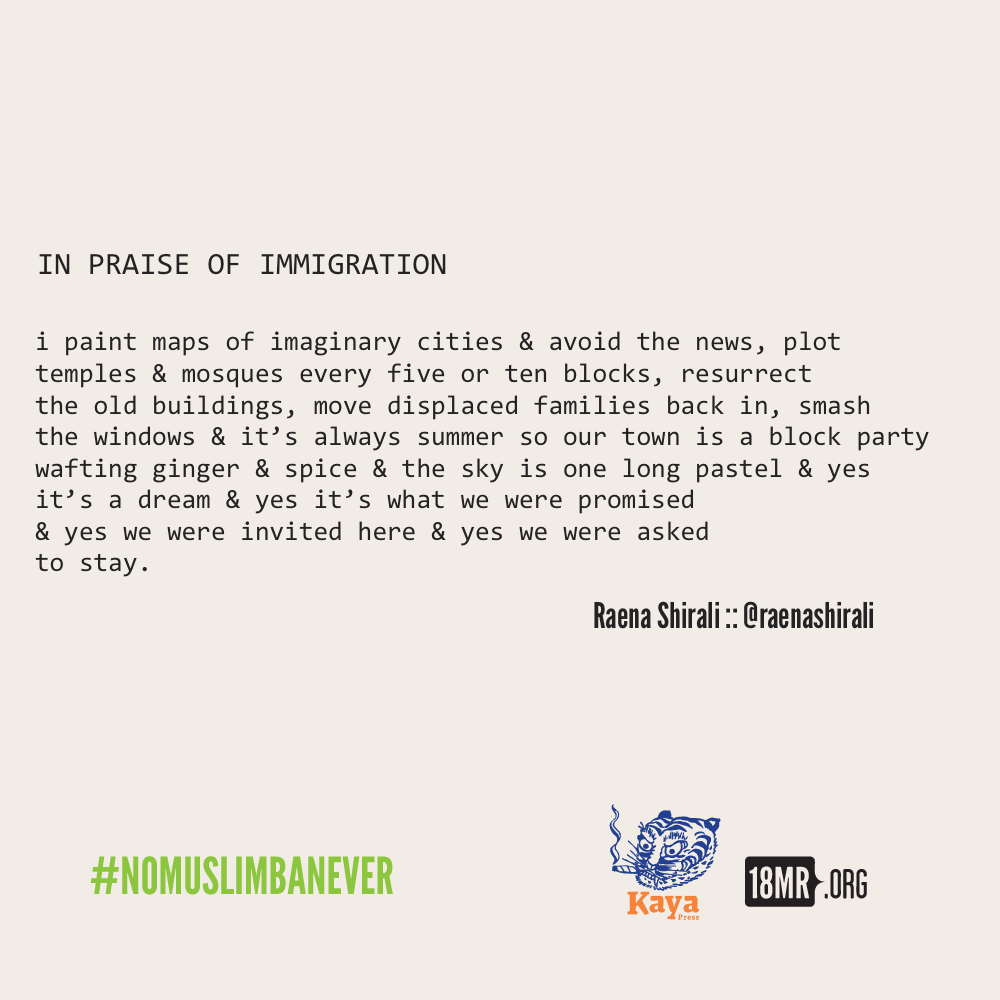 IN PRAISE OF IMMIGRATION
i paint maps of imaginary cities & avoid the news, plot
temples & mosques every five or ten blocks, resurrect
the old buildings, move displaced families back in, smash
the windows & it’s always summer so our town is a block party
wafting ginger & spice & the sky is one long pastel & yes
it’s a dream & yes it’s what we were promised
& yes we were invited here & yes we were asked
to stay.
Raena Shirali :: @raenashirali
#NOMUSLIMBANEVER
Kaya
Press
18MR.ORG